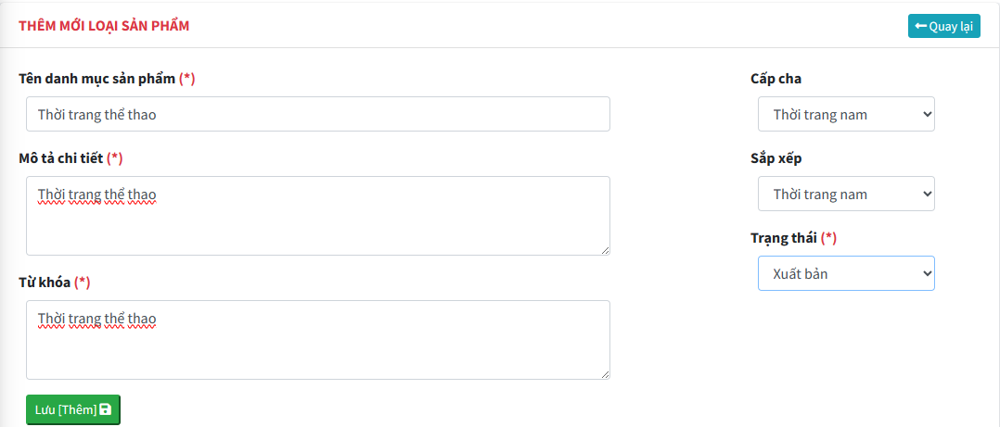 THÊM MỚI LOẠI SẢN PHẨM
Quay lại
Tên danh mục sản phẩm (*)
Thời trang thể thao
Mô tả chi tiết (*)
Thời trang thể thao
Từ khóa (*)
Thời trang thể thao
Lưu [Thêm]
Cấp cha
Thời trang nam
Sắp xếp
Thời trang nam
Trạng thái (*)
Xuất bản